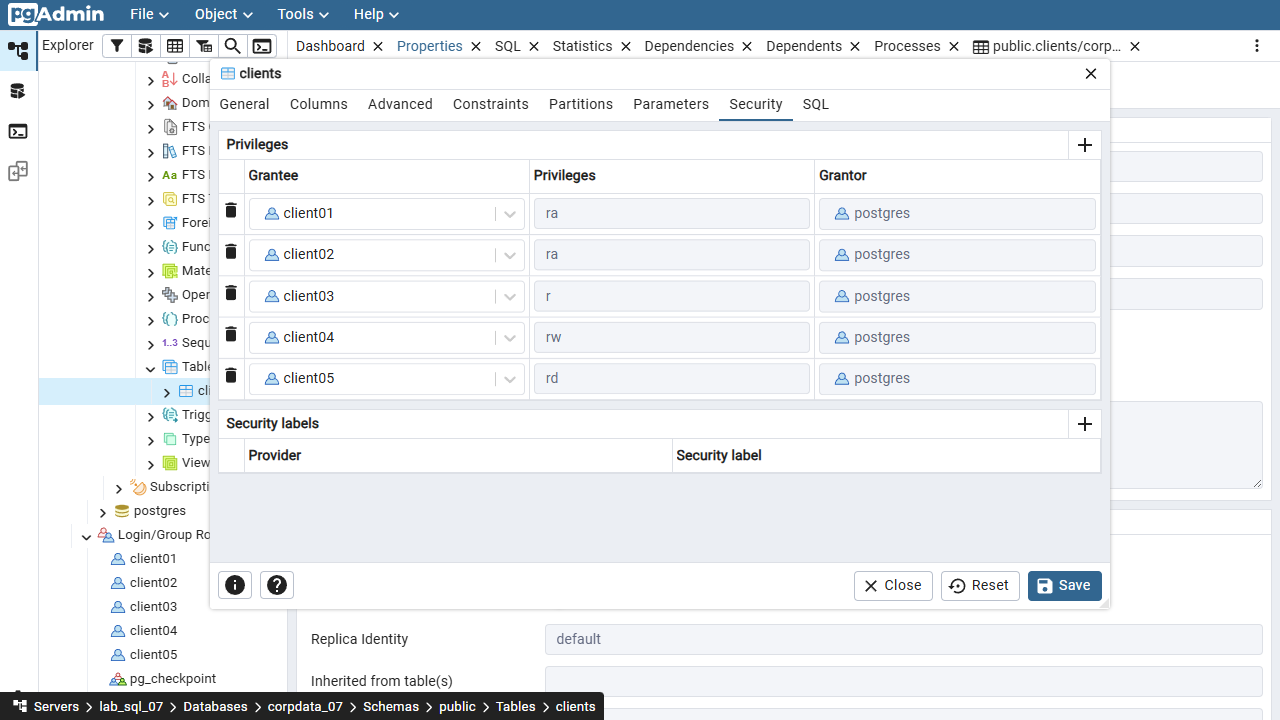 pgAdmin File Object Tools Help
Explorer Dashboard Properties SQL Statistics Dependencies Dependents Processes public.clients/corp...
clients
General Columns Advanced Constraints Partitions Parameters Security SQL
Privileges
Grantee Privileges Grantor
client01 ra postgres
client02 ra postgres
client03 r postgres
client04 rw postgres
client05 rd postgres
Security labels
Provider Security label
Close Reset Save
Colla
Dom
FTS
FTS
Aa FTS
FTS
Forei
Func
Mate
Oper
Proc
1..3 Sequ
Table
cli
Trigg
Type
View
Subscripti
postgres
Login/Group Ro
client01
client02
client03
client04
client05
pg_checkpoint
Replica Identity default
Inherited from table(s)
Servers > lab_sql_07 > Databases > corpdata_07 > Schemas > public > Tables > clients